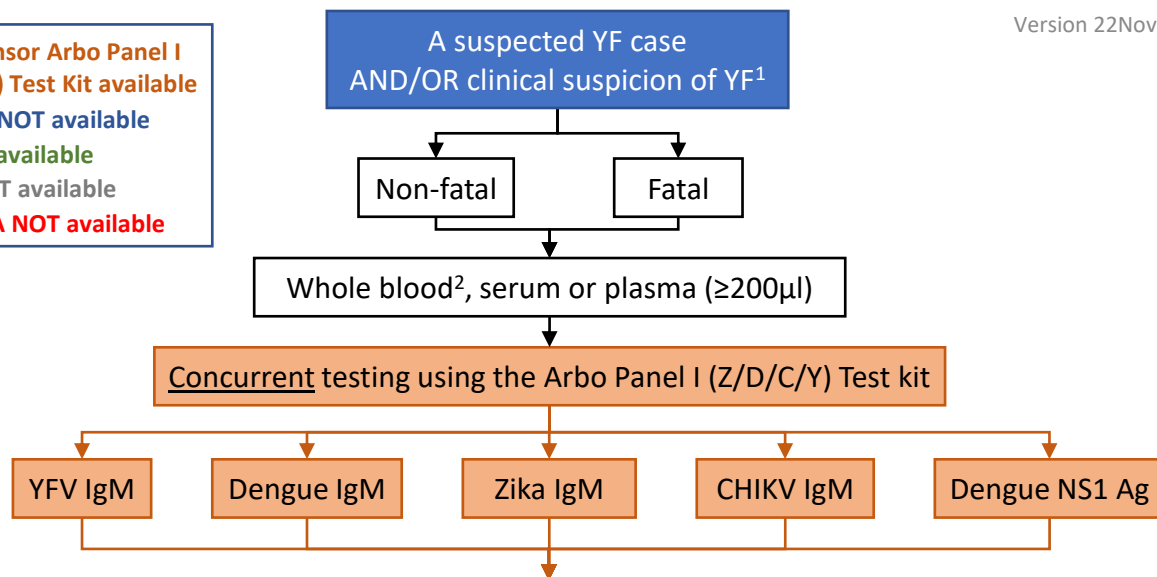 Version 22Nov
Arbo Panel I
Test Kit available
NOT available
available
available
NOT available
A suspected YF case
AND/OR clinical suspicion of YF¹
Non-fatal
Fatal
Whole blood², serum or plasma (≥200µl)
Concurrent testing using the Arbo Panel I (Z/D/C/Y) Test kit
YFV IgM
Dengue IgM
Zika IgM
CHIKV IgM
Dengue NS1 Ag